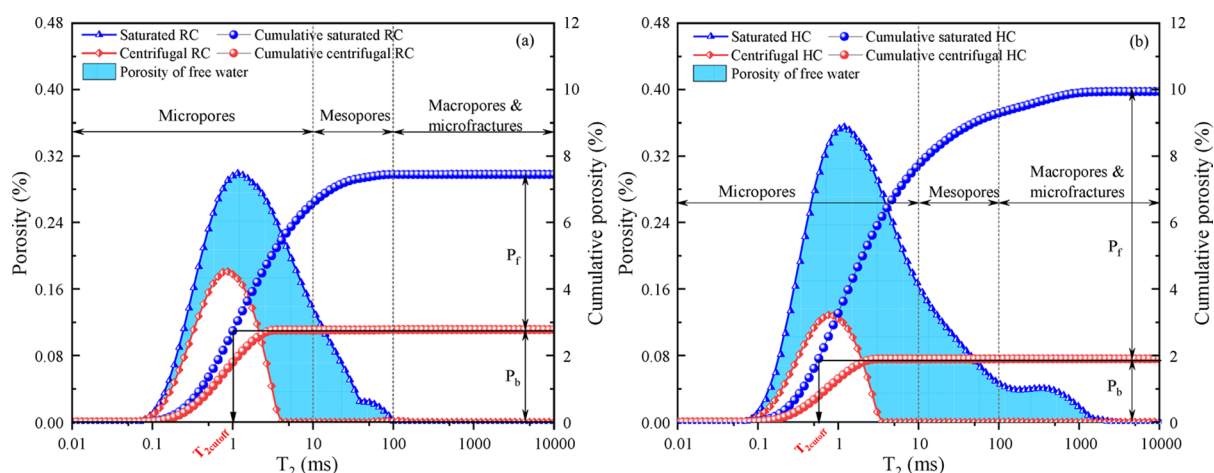 (a)
Saturated RC
Cumulative saturated RC
Centrifugal RC
Cumulative centrifugal RC
Porosity of free water
Micropores
Mesopores
Macropores &
microfractures
Porosity (%)
0.48
0.40
0.32
0.24
0.16
0.08
0.00
Cumulative porosity (%)
12
10
8
6
4
2
0
P_f
P_b
0.01
0.1
1
10
100
1000
10000
T_2cutoff
T_2 (ms)
(b)
Saturated HC
Cumulative saturated HC
Centrifugal HC
Cumulative centrifugal HC
Porosity of free water
Micropores
Mesopores
Macropores &
microfractures
Porosity (%)
0.48
0.40
0.32
0.24
0.16
0.08
0.00
Cumulative porosity (%)
12
10
8
6
4
2
0
P_f
P_b
0.01
0.1
1
10
100
1000
10000
T_2cutoff
T_2 (ms)